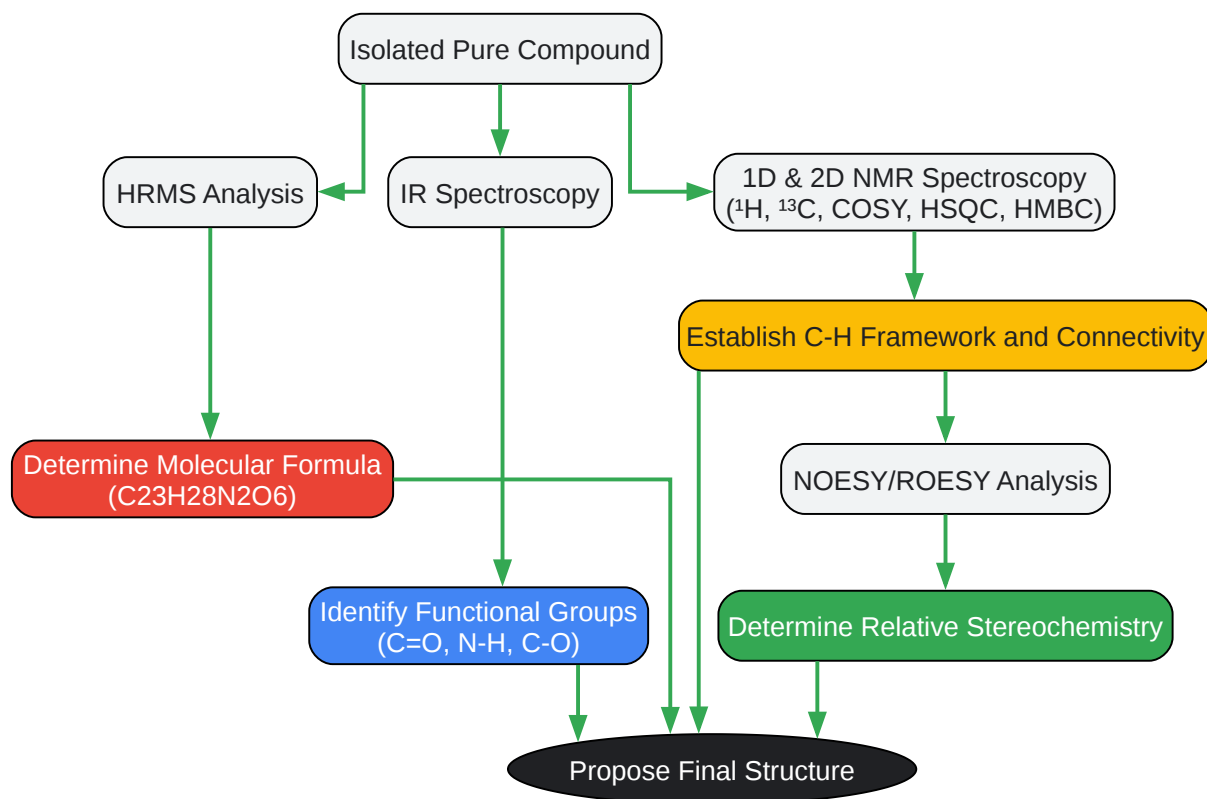 Isolated Pure Compound
HRMS Analysis
IR Spectroscopy
1D & 2D NMR Spectroscopy
(¹H, ¹³C, COSY, HSQC, HMBC)
Establish C-H Framework and Connectivity
Determine Molecular Formula
(C23H28N2O6)
NOESY/ROESY Analysis
Identify Functional Groups
(C=O, N-H, C-O)
Determine Relative Stereochemistry
Propose Final Structure